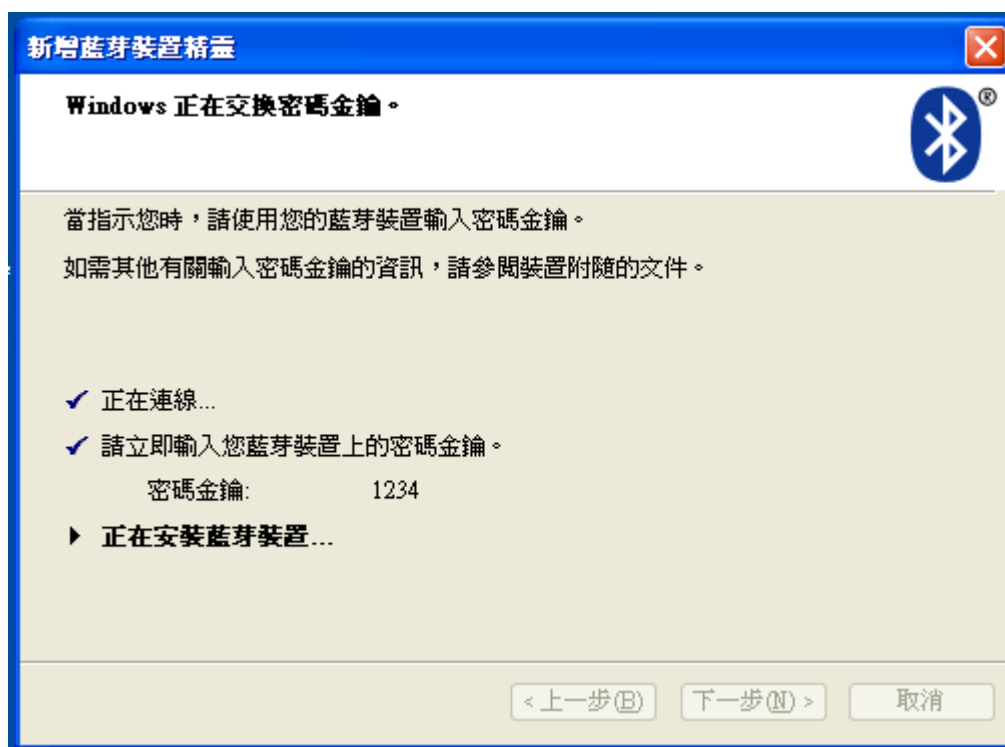 新增藍芽裝置精靈
Windows 正在交換密碼金鑰。
®
當指示您時，請使用您的藍芽裝置輸入密碼金鑰。
如需其他有關輸入密碼金鑰的資訊，請參閱裝置附隨的文件。
正在連線...
請立即輸入您藍芽裝置上的密碼金鑰。
密碼金鑰: 1234
正在安裝藍芽裝置...
< 上一步(B) 下一步(N) > 取消